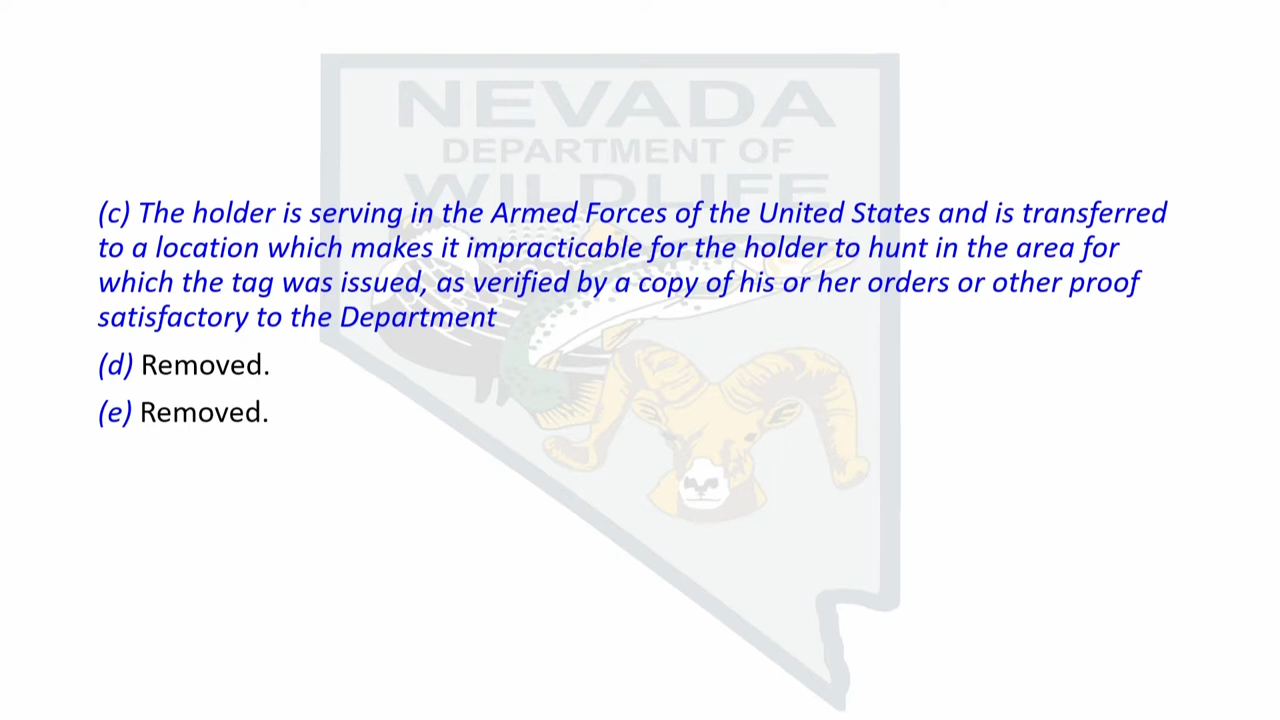 NEVADA
DEPARTMENT OF
WILDLIFE
(c) The holder is serving in the Armed Forces of the United States and is transferred
to a location which makes it impracticable for the holder to hunt in the area for
which the tag was issued, as verified by a copy of his or her orders or other proof
satisfactory to the Department
(d) Removed.
(e) Removed.